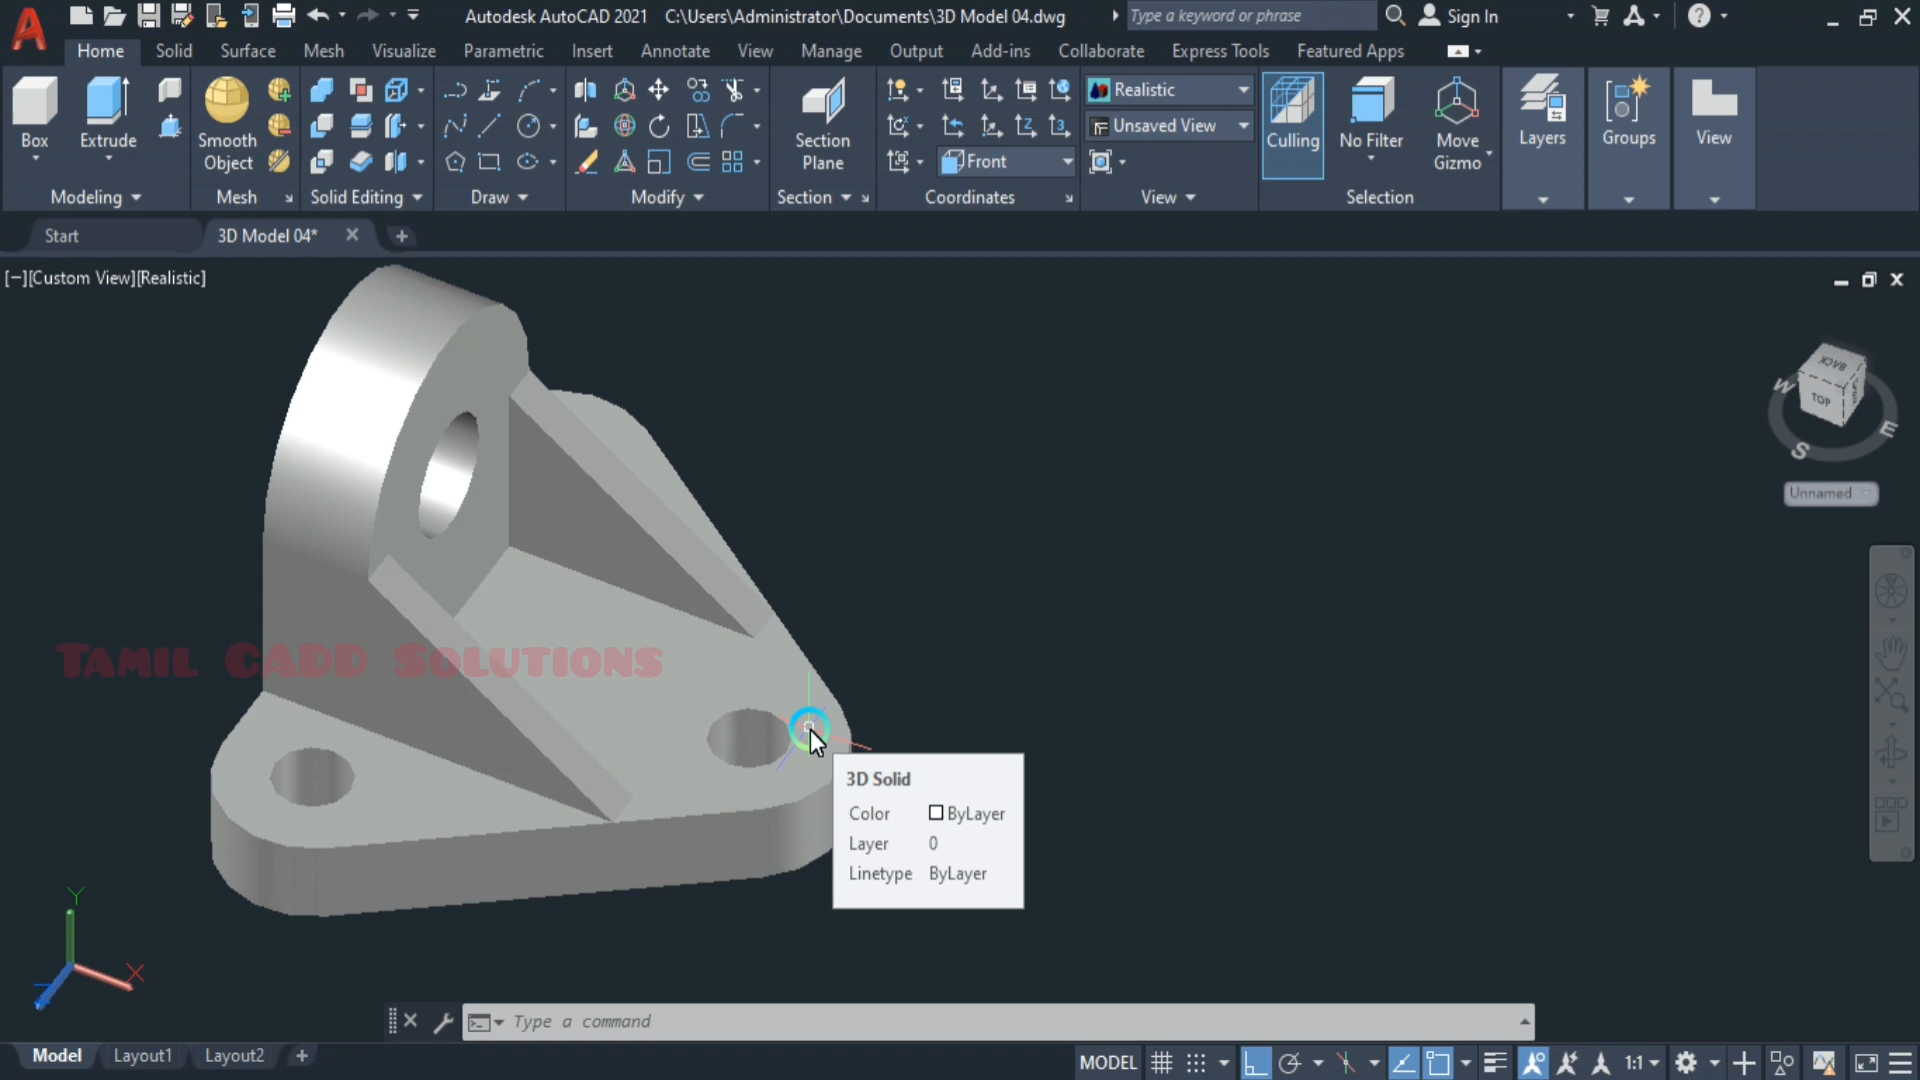 Autodesk AutoCAD 2021 C:\Users\Administrator\Documents\3D Model 04.dwg
Type a keyword or phrase
Sign In
Home Solid Surface Mesh Visualize Parametric Insert Annotate View Manage Output Add-ins Collaborate Express Tools Featured Apps
Realistic
Unsaved View
Front
Box Extrude
Smooth Object
Section Plane
Culling No Filter
Move Gizmo
Layers Groups View
Modeling Mesh Solid Editing Draw Modify Section Coordinates View Selection
Start 3D Model 04*
[−][Custom View][Realistic]
BACK
TOP
W
S
E
Unnamed
TAMIL CADD SOLUTIONS
3D Solid
Color ByLayer
Layer 0
Linetype ByLayer
Y
X
Type a command
Model Layout1 Layout2
MODEL 1:1